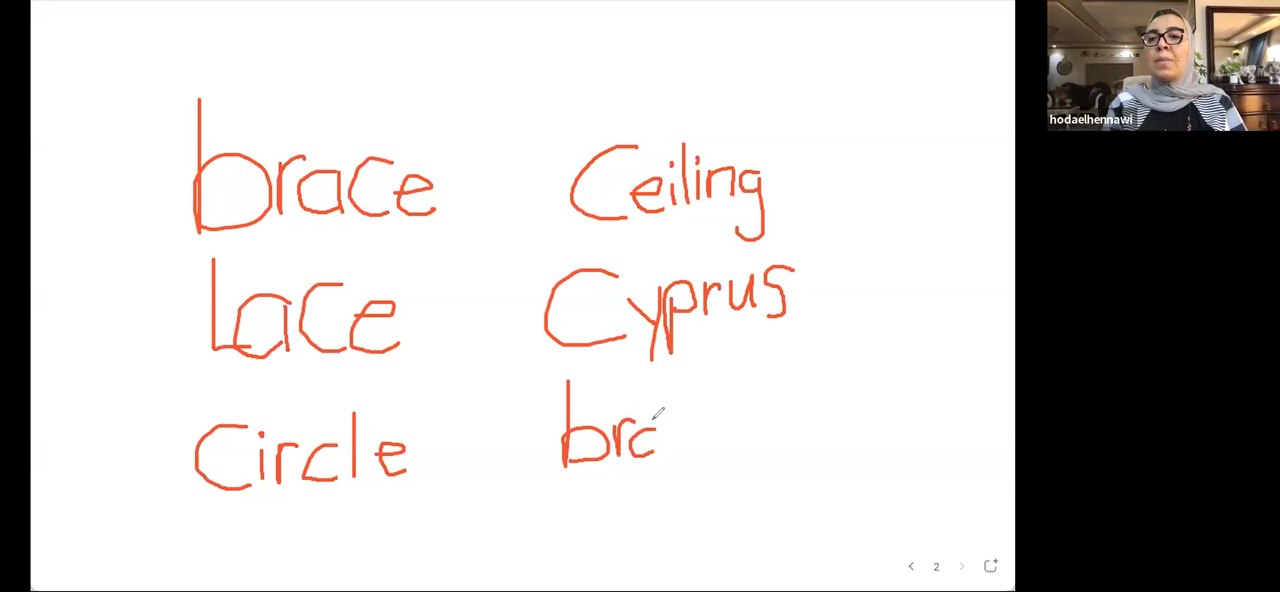 brace
lace
Circle
Ceiling
Cyprus
brc
hodaelhennawi
2